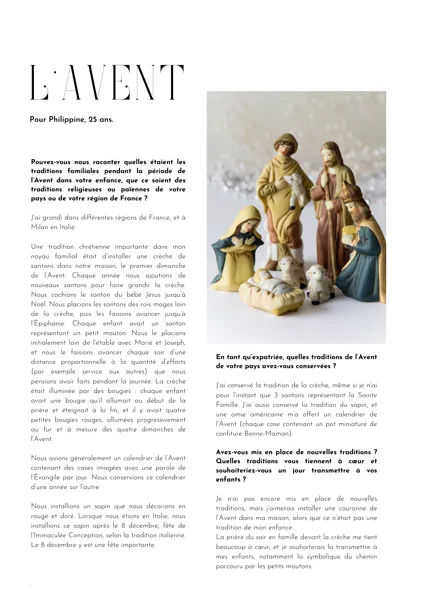 L'AVENT
Pour Philippine, 25 ans.
Pouvez-vous nous raconter quelles étaient les
traditions familiales pendant la période de
l'Avent dans votre enfance, que ce soient des
traditions religieuses ou païennes de votre
pays ou de votre région de France ?
J'ai grandi dans différentes régions de France, et à
Milan en Italie.
Une tradition chrétienne importante dans mon
noyau familial était d'installer une crèche de
santons dans notre maison, le premier dimanche
de l'Avent. Chaque année nous ajoutions de
nouveaux santons pour faire grandir la crèche.
Nous cachions le santon du bébé Jésus jusqu'à
Noël. Nous placions les santons des rois mages loin
de la crèche, puis les faisions avancer jusqu'à
l'Épiphanie. Chaque enfant avait un santon
représentant un petit mouton. Nous le placions
initialement loin de l'étable avec Marie et Joseph,
et nous le faisions avancer chaque soir d'une
distance proportionnelle à la quantité d'efforts
(par exemple service aux autres) que nous
pensions avoir faits pendant la journée. La crèche
était illuminée par des bougies : chaque enfant
avait une bougie qu'il allumait au début de la
prière et éteignait à la fin, et il y avait quatre
petites bougies rouges, allumées progressivement
au fur et à mesure des quatre dimanches de
l'Avent.
Nous avions généralement un calendrier de l'Avent
contenant des cases imagées avec une parole de
l'Évangile par jour. Nous conservions ce calendrier
d'une année sur l'autre.
Nous installions un sapin que nous décorions en
rouge et doré. Lorsque nous étions en Italie, nous
installions ce sapin après le 8 décembre, fête de
l'Immaculée Conception, selon la tradition italienne.
Le 8 décembre y est une fête importante.
En tant qu'expatriée, quelles traditions de l'Avent
de votre pays avez-vous conservées ?
J'ai conservé la tradition de la crèche, même si je n'ai
pour l'instant que 3 santons représentant la Sainte
Famille. J'ai aussi conservé la tradition du sapin, et
une amie américaine m'a offert un calendrier de
l'Avent (chaque case contenant un pot miniature de
confiture Bonne-Maman).
Avez-vous mis en place de nouvelles traditions ?
Quelles traditions vous tiennent à cœur et
souhaiteriez-vous un jour transmettre à vos
enfants ?
Je n'ai pas encore mis en place de nouvelles
traditions, mais j'aimerais installer une couronne de
l'Avent dans ma maison, alors que ce n'était pas une
tradition de mon enfance.
La prière du soir en famille devant la crèche me tient
beaucoup à cœur, et je souhaiterais la transmettre à
mes enfants, notamment la symbolique du chemin
parcouru par les petits moutons.